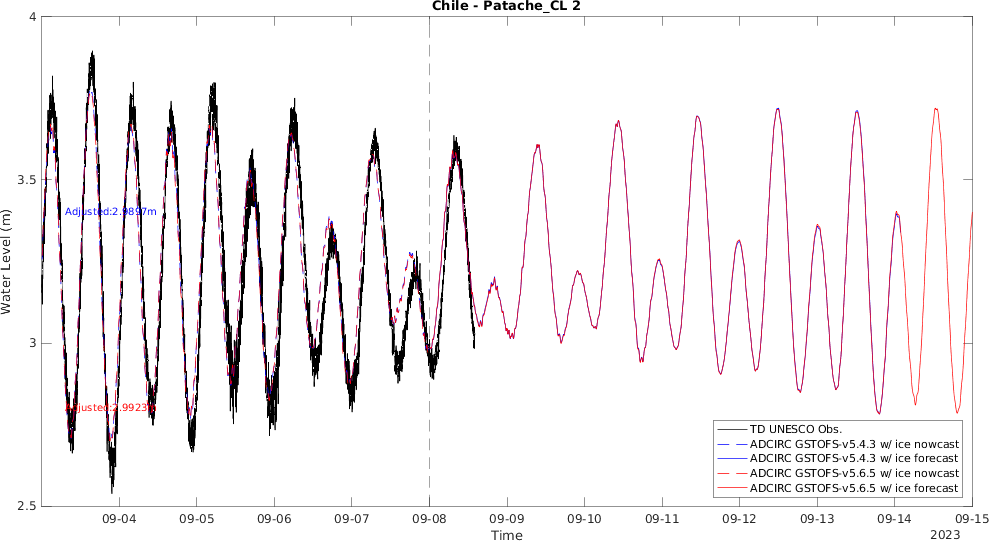 Chile - Patache_CL 2
4
3.5
3
2.5
Water Level (m)
Adjusted:2.9897m
Adjusted:2.9923m
TD UNESCO Obs.
ADCIRC GSTOFS-v5.4.3 w/ ice nowcast
ADCIRC GSTOFS-v5.4.3 w/ ice forecast
ADCIRC GSTOFS-v5.6.5 w/ ice nowcast
ADCIRC GSTOFS-v5.6.5 w/ ice forecast
09-04 09-05 09-06 09-07 09-08 09-09 09-10 09-11 09-12 09-13 09-14 09-15
Time
2023